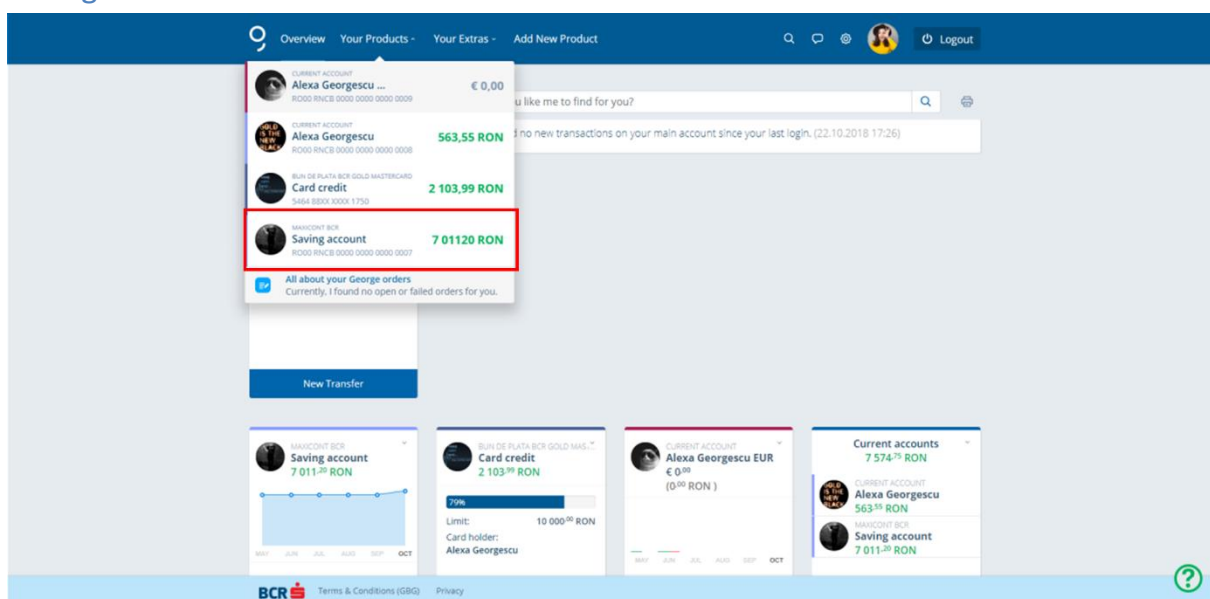 Overview Your Products - Your Extras - Add New Product Logout
CURRENT ACCOUNT
Alexa Georgescu ... € 0,00
RO00 RNCB 0000 0000 0000 0009
u like me to find for you?
CURRENT ACCOUNT
Alexa Georgescu 563,55 RON
RO00 RNCB 0000 0000 0000 0008
no new transactions on your main account since your last login. (22.10.2018 17:26)
GOLD IS THE NEW BLACK
BUN DE PLATA BCR GOLD MASTERCARD
Card credit 2 103,99 RON
5464 88XX XXXX 1750
MAXICONT BCR
Saving account 7 01120 RON
RO00 RNCB 0000 0000 0000 0007
All about your George orders
Currently, I found no open or failed orders for you.
New Transfer
MAXICONT BCR
Saving account
7 011,20 RON
MAY JUN JUL AUG SEP OCT
BUN DE PLATA BCR GOLD MAS...
Card credit
2 103,99 RON
79%
Limit: 10 000,00 RON
Card holder:
Alexa Georgescu
CURRENT ACCOUNT
Alexa Georgescu EUR
€ 0,00
(0,00 RON )
MAY JUN JUL AUG SEP OCT
Current accounts
7 574,75 RON
CURRENT ACCOUNT
Alexa Georgescu
563,55 RON
MAXICONT BCR
Saving account
7 011,20 RON
BCR Terms & Conditions (GBG) Privacy